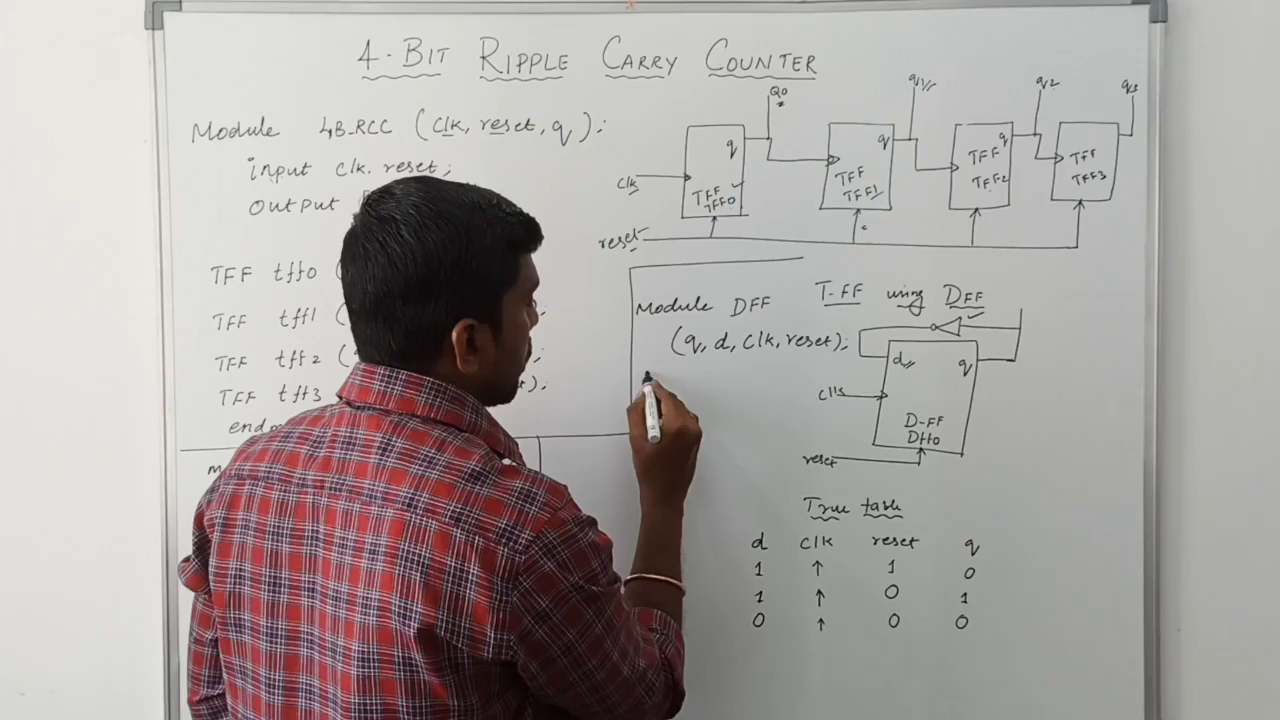 4-BIT RIPPLE CARRY COUNTER
Module 4B_RCC (clk, reset, q);
input clk, reset;
output
TFF tff0 (
TFF tff1 (
TFF tff2 (
TFF tff3
);
Q0
q1
q2
q3
clk
q
TFF
TFF0
q
TFF
TFF1
q
TFF
TFF2
TFF
TFF3
reset
Module DFF
(q, d, clk, reset);
T-FF using DFF
d
q
clk
D-FF
Dff0
reset
True table
d clk reset q
1 ↑ 1 0
1 ↑ 0 1
0 ↑ 0 0